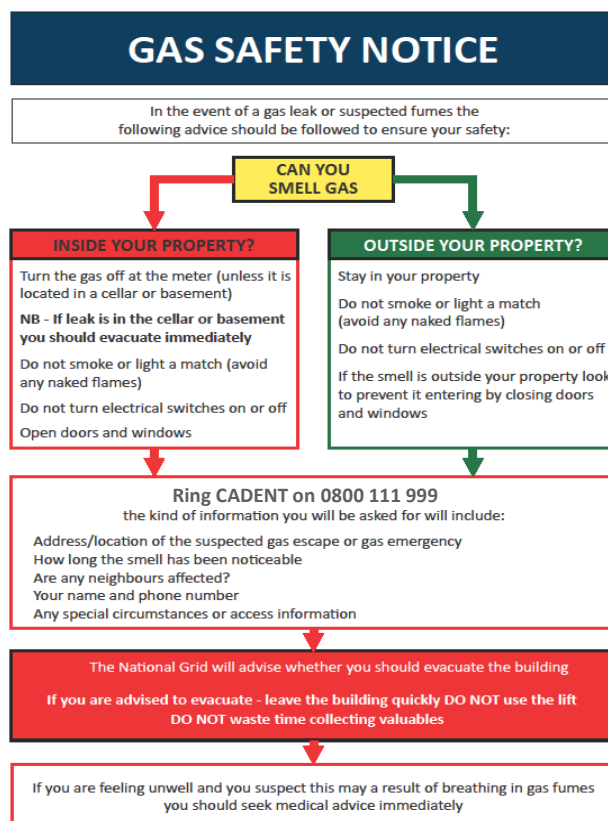 GAS SAFETY NOTICE
In the event of a gas leak or suspected fumes the
following advice should be followed to ensure your safety:
CAN YOU
SMELL GAS
INSIDE YOUR PROPERTY?
Turn the gas off at the meter (unless it is
located in a cellar or basement)
NB - If leak is in the cellar or basement
you should evacuate immediately
Do not smoke or light a match (avoid
any naked flames)
Do not turn electrical switches on or off
Open doors and windows
OUTSIDE YOUR PROPERTY?
Stay in your property
Do not smoke or light a match
(avoid any naked flames)
Do not turn electrical switches on or off
If the smell is outside your property look
to prevent it entering by closing doors
and windows
Ring CADENT on 0800 111 999
the kind of information you will be asked for will include:
Address/location of the suspected gas escape or gas emergency
How long the smell has been noticeable
Are any neighbours affected?
Your name and phone number
Any special circumstances or access information
The National Grid will advise whether you should evacuate the building
If you are advised to evacuate - leave the building quickly DO NOT use the lift
DO NOT waste time collecting valuables
If you are feeling unwell and you suspect this may a result of breathing in gas fumes
you should seek medical advice immediately